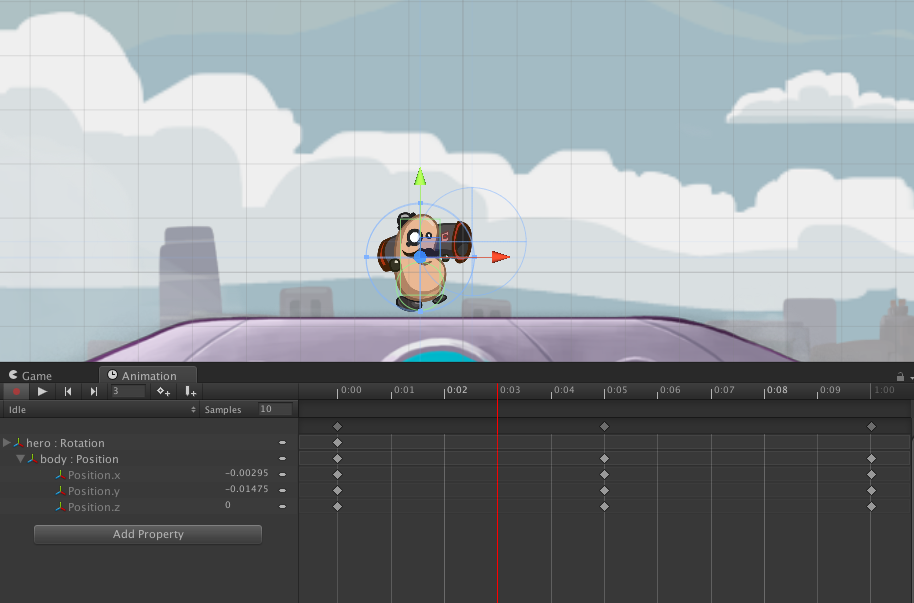 Game
Animation
3
0:00 0:01 0:02 0:03 0:04 0:05 0:06 0:07 0:08 0:09 1:00
Idle
Samples 10
hero : Rotation
body : Position
Position.x -0.00295
Position.y -0.01475
Position.z 0
Add Property